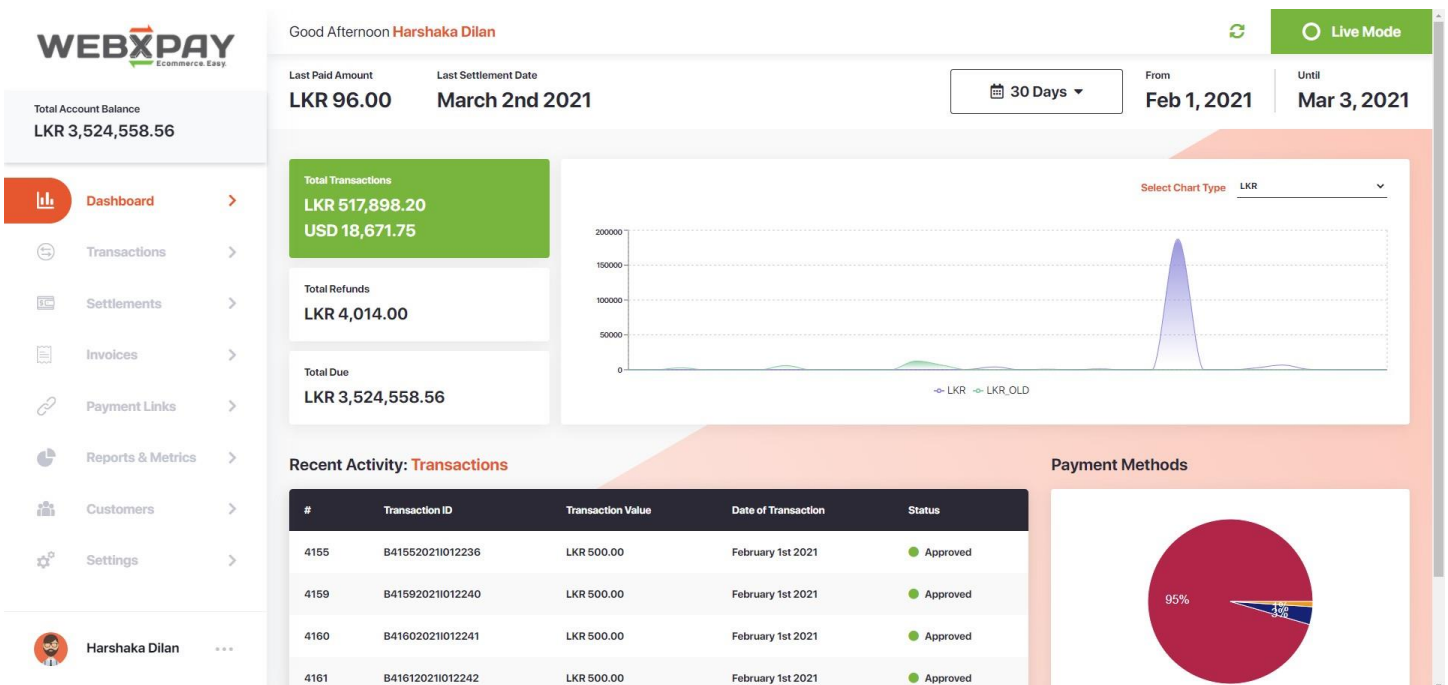 WEBXPAY
Ecommerce. Easy.
Total Account Balance
LKR 3,524,558.56
Dashboard
Transactions
Settlements
Invoices
Payment Links
Reports & Metrics
Customers
Settings
Harshaka Dilan
Good Afternoon Harshaka Dilan
Live Mode
Last Paid Amount
LKR 96.00
Last Settlement Date
March 2nd 2021
30 Days
From
Feb 1, 2021
Until
Mar 3, 2021
Total Transactions
LKR 517,898.20
USD 18,671.75
Total Refunds
LKR 4,014.00
Total Due
LKR 3,524,558.56
Select Chart Type LKR
200000
150000
100000
50000
0
LKR LKR_OLD
Recent Activity: Transactions
# Transaction ID Transaction Value Date of Transaction Status
4155 B41552021I012236 LKR 500.00 February 1st 2021 Approved
4159 B41592021I012240 LKR 500.00 February 1st 2021 Approved
4160 B41602021I012241 LKR 500.00 February 1st 2021 Approved
4161 B41612021I012242 LKR 500.00 February 1st 2021 Approved
Payment Methods
95%
3%